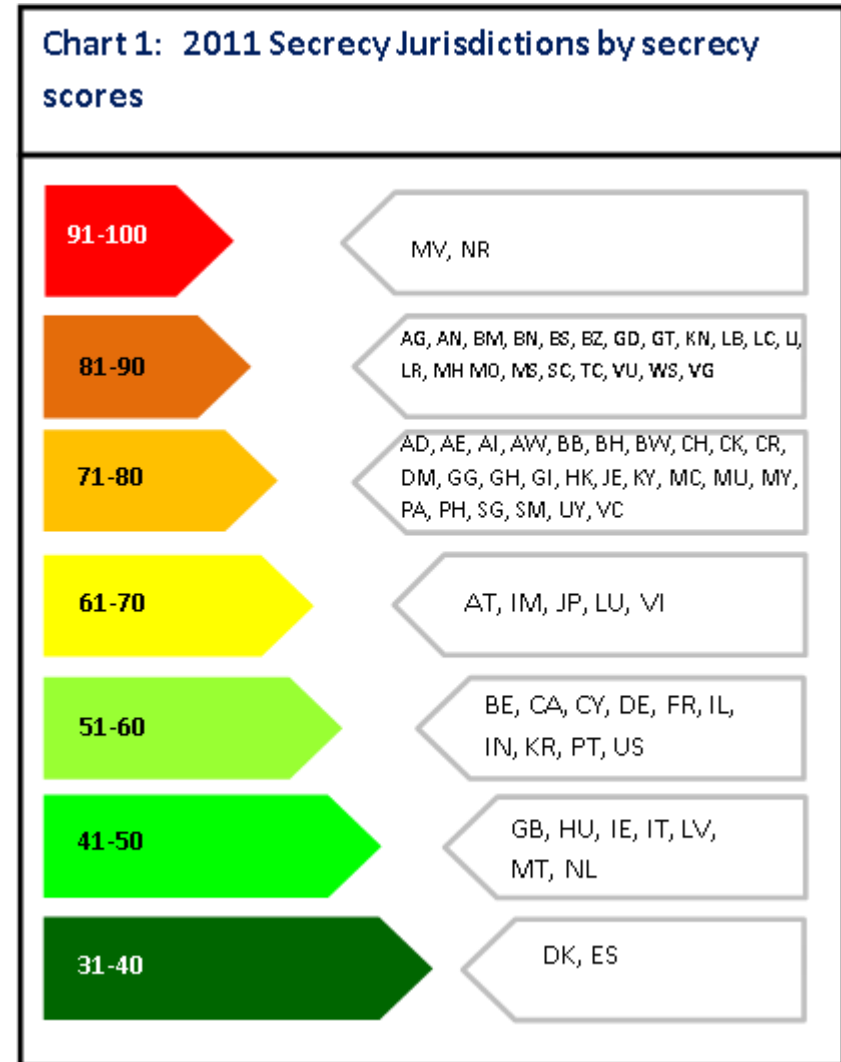 Chart 1: 2011 Secrecy Jurisdictions by secrecy
scores
91-100
MV, NR
81-90
AG, AN, BM, BN, BS, BZ, GD, GT, KN, LB, LC, LI,
LR, MH MO, MS, SC, TC, VU, WS, VG
71-80
AD, AE, AI, AW, BB, BH, BW, CH, CK, CR,
DM, GG, GH, GI, HK, JE, KY, MC, MU, MY,
PA, PH, SG, SM, UY, VC
61-70
AT, IM, JP, LU, VI
51-60
BE, CA, CY, DE, FR, IL,
IN, KR, PT, US
41-50
GB, HU, IE, IT, LV,
MT, NL
31-40
DK, ES